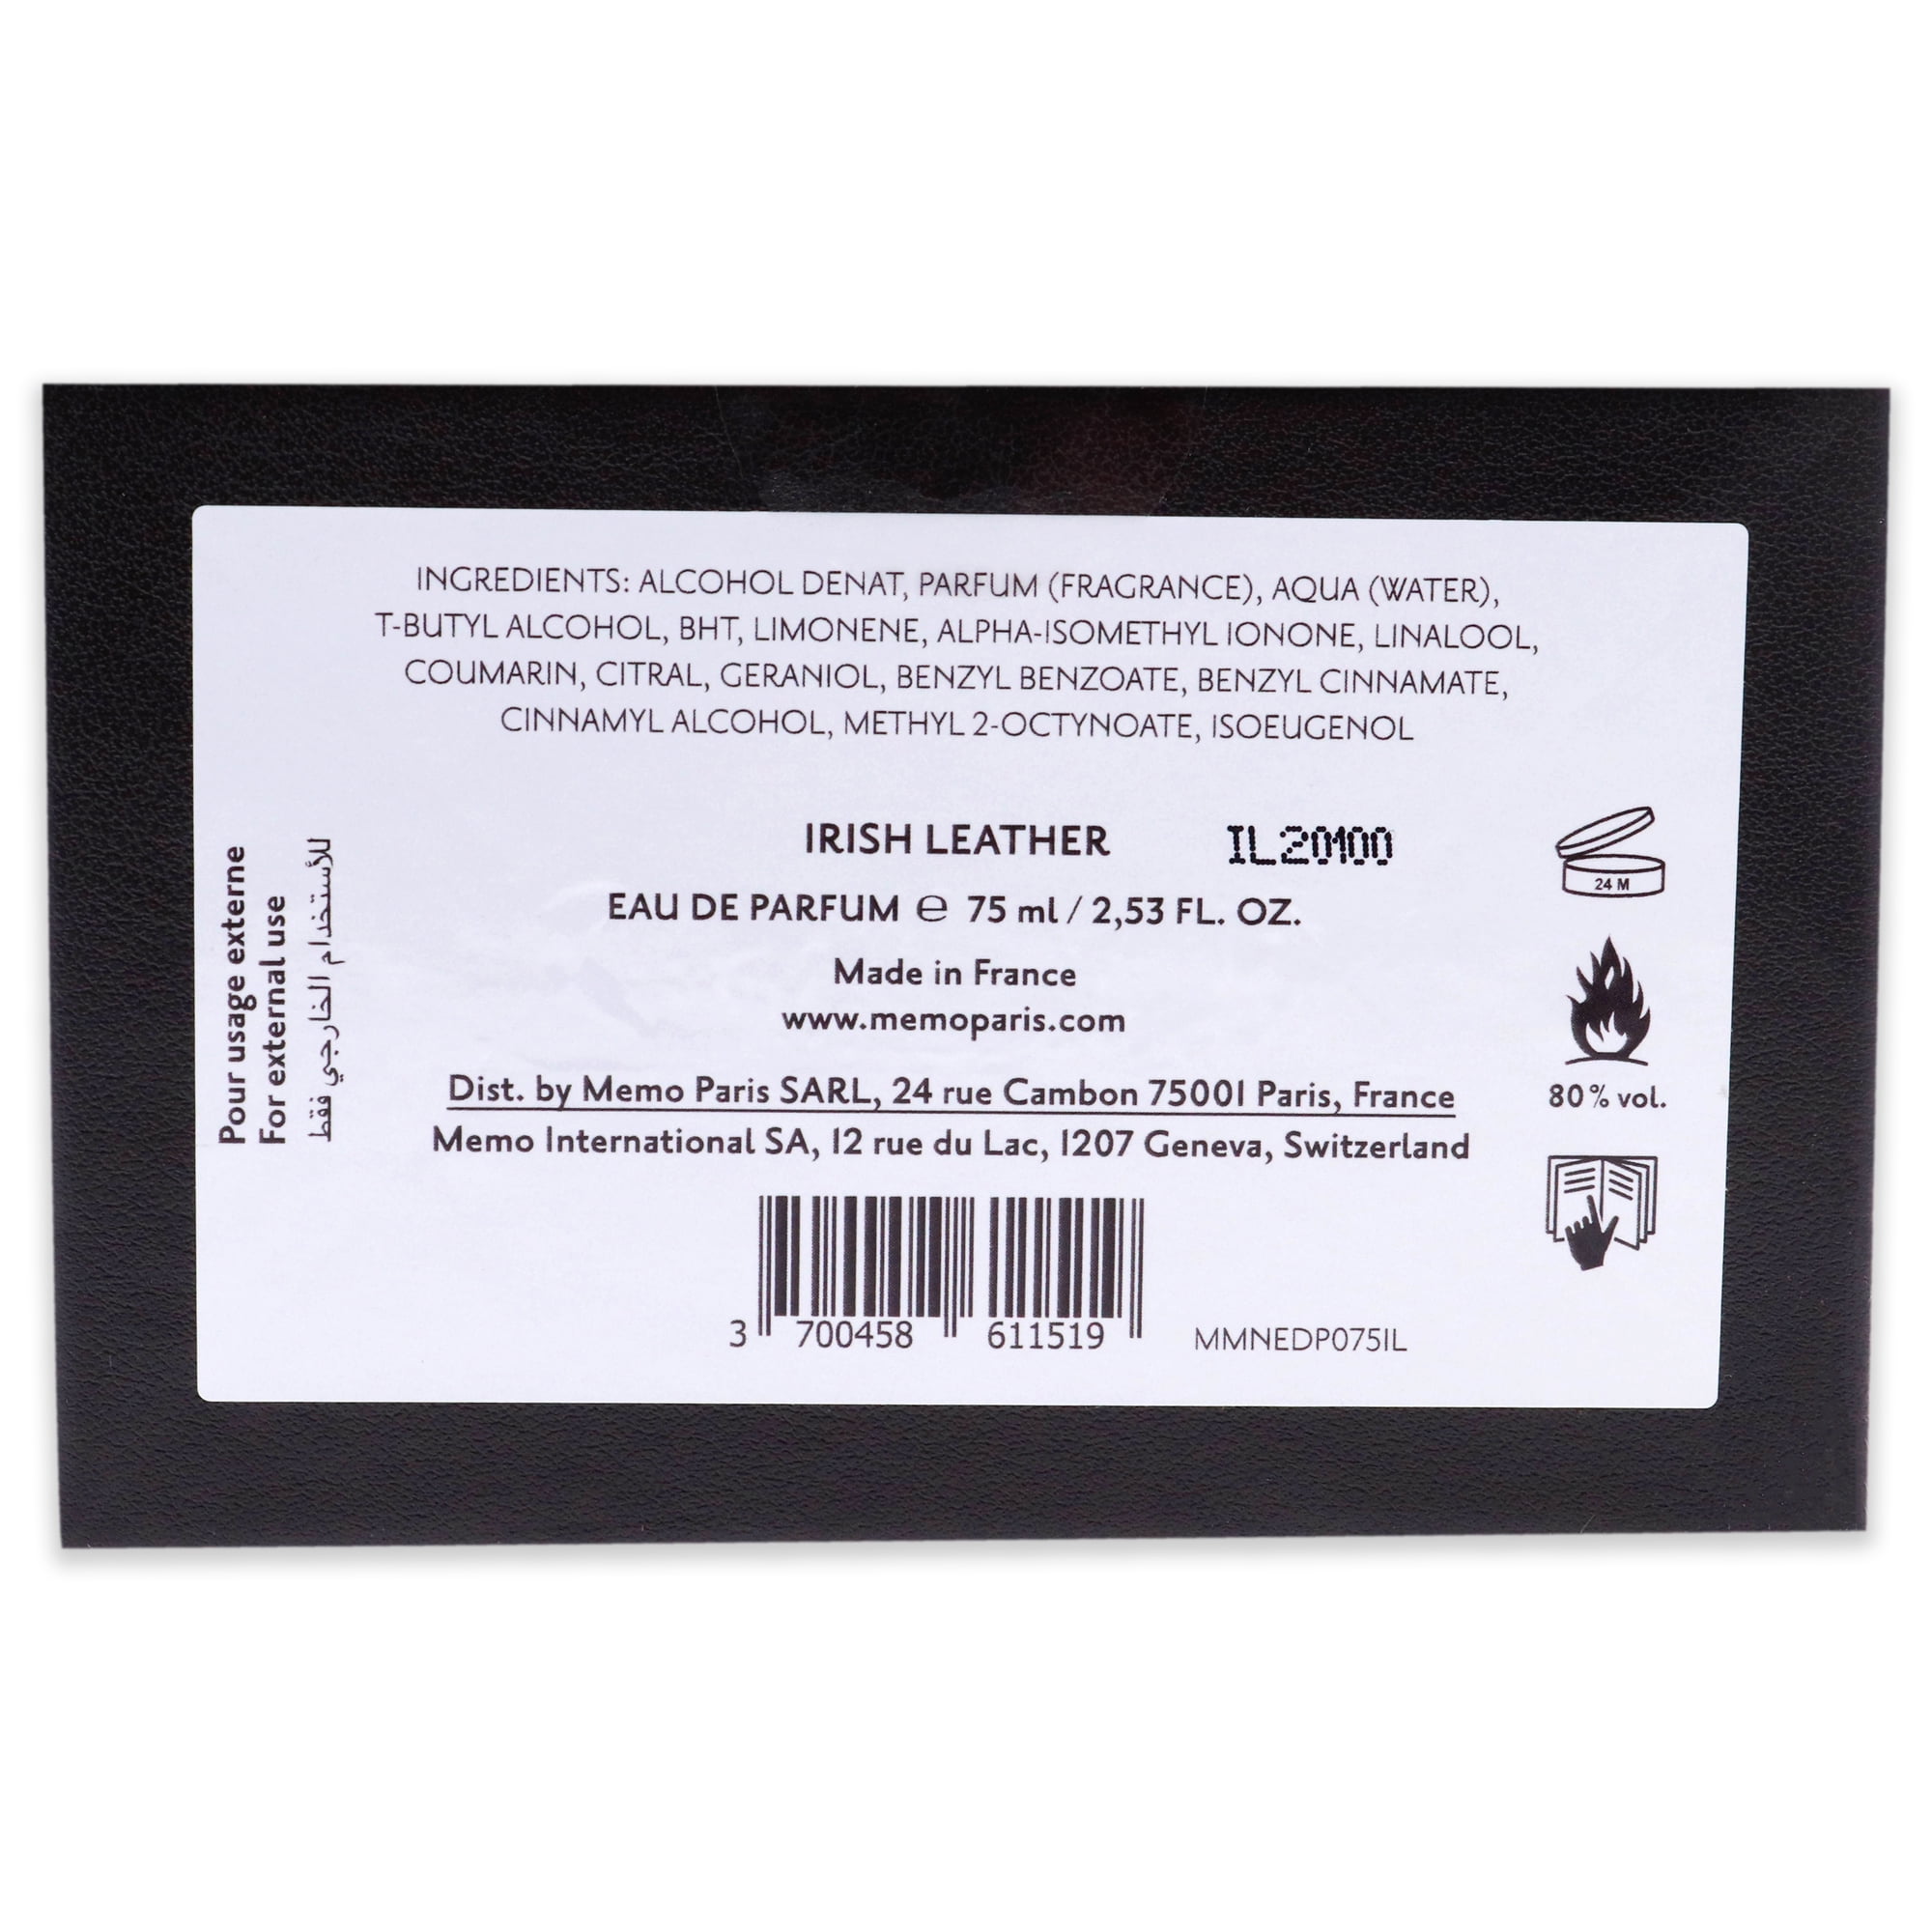 INGREDIENTS: ALCOHOL DENAT, PARFUM (FRAGRANCE), AQUA (WATER),
T-BUTYL ALCOHOL, BHT, LIMONENE, ALPHA-ISOMETHYL IONONE, LINALOOL,
COUMARIN, CITRAL, GERANIOL, BENZYL BENZOATE, BENZYL CINNAMATE,
CINNAMYL ALCOHOL, METHYL 2-OCTYNOATE, ISOEUGENOL
Pour usage externe
For external use
للأستخدام الخارجي فقط
IRISH LEATHER IL20100
EAU DE PARFUM ℮ 75 ml / 2,53 FL. OZ.
Made in France
www.memoparis.com
Dist. by Memo Paris SARL, 24 rue Cambon 75001 Paris, France
Memo International SA, 12 rue du Lac, 1207 Geneva, Switzerland
24 M
80% vol.
3 700458 611519
MMNEDP075IL